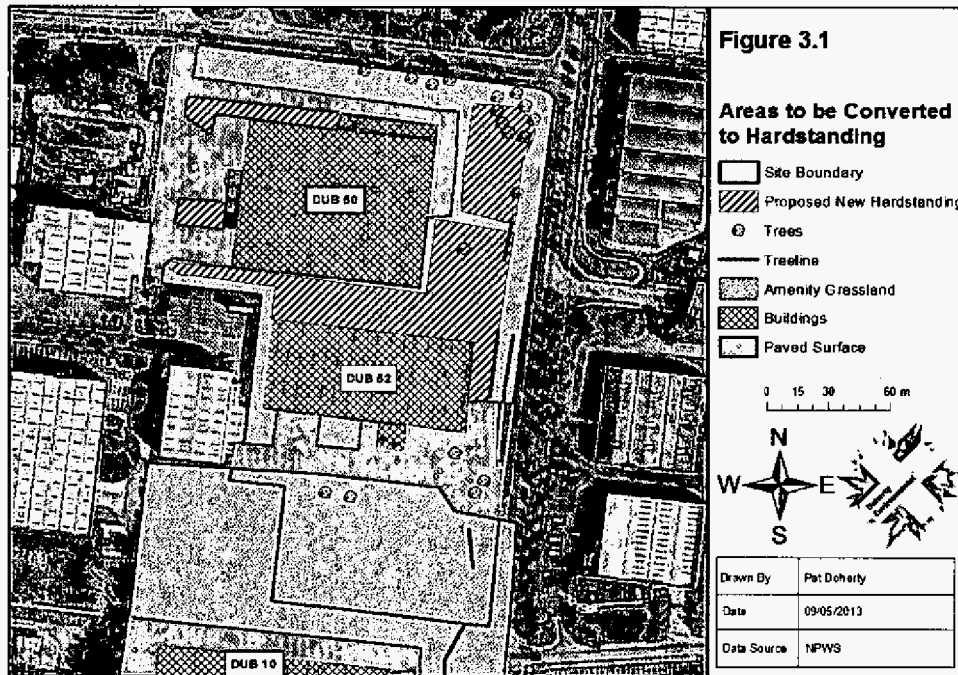 Figure 3.1
Areas to be Converted
to Hardstanding
Site Boundary
Proposed New Hardstanding
Trees
Treeline
Amenity Grassland
Buildings
Paved Surface
0 15 30 60 m
N
W E
S
Drawn By Pat Doherty
Date 09/05/2013
Data Source NPWS
DUB 50
DUB 52
DUB 10